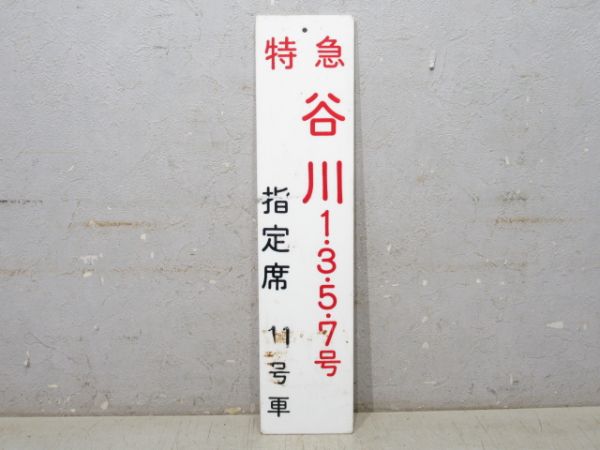 特急
谷川1・3・5・7号
指定席 11号車